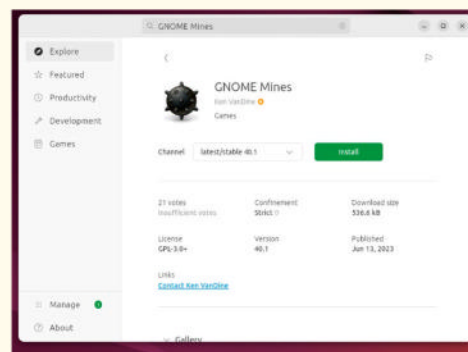 GNOME Mines
Explore
Featured
Productivity
Development
Games
Manage
About
GNOME Mines
Ken VanDine
Games
Channel latest/stable 40.1 Install
21 votes Confinement Download size
Insufficient votes Strict 536.6 kB
License Version Published
GPL-3.0+ 40.1 Jun 13, 2023
Links
Contact Ken VanDine
Gallery